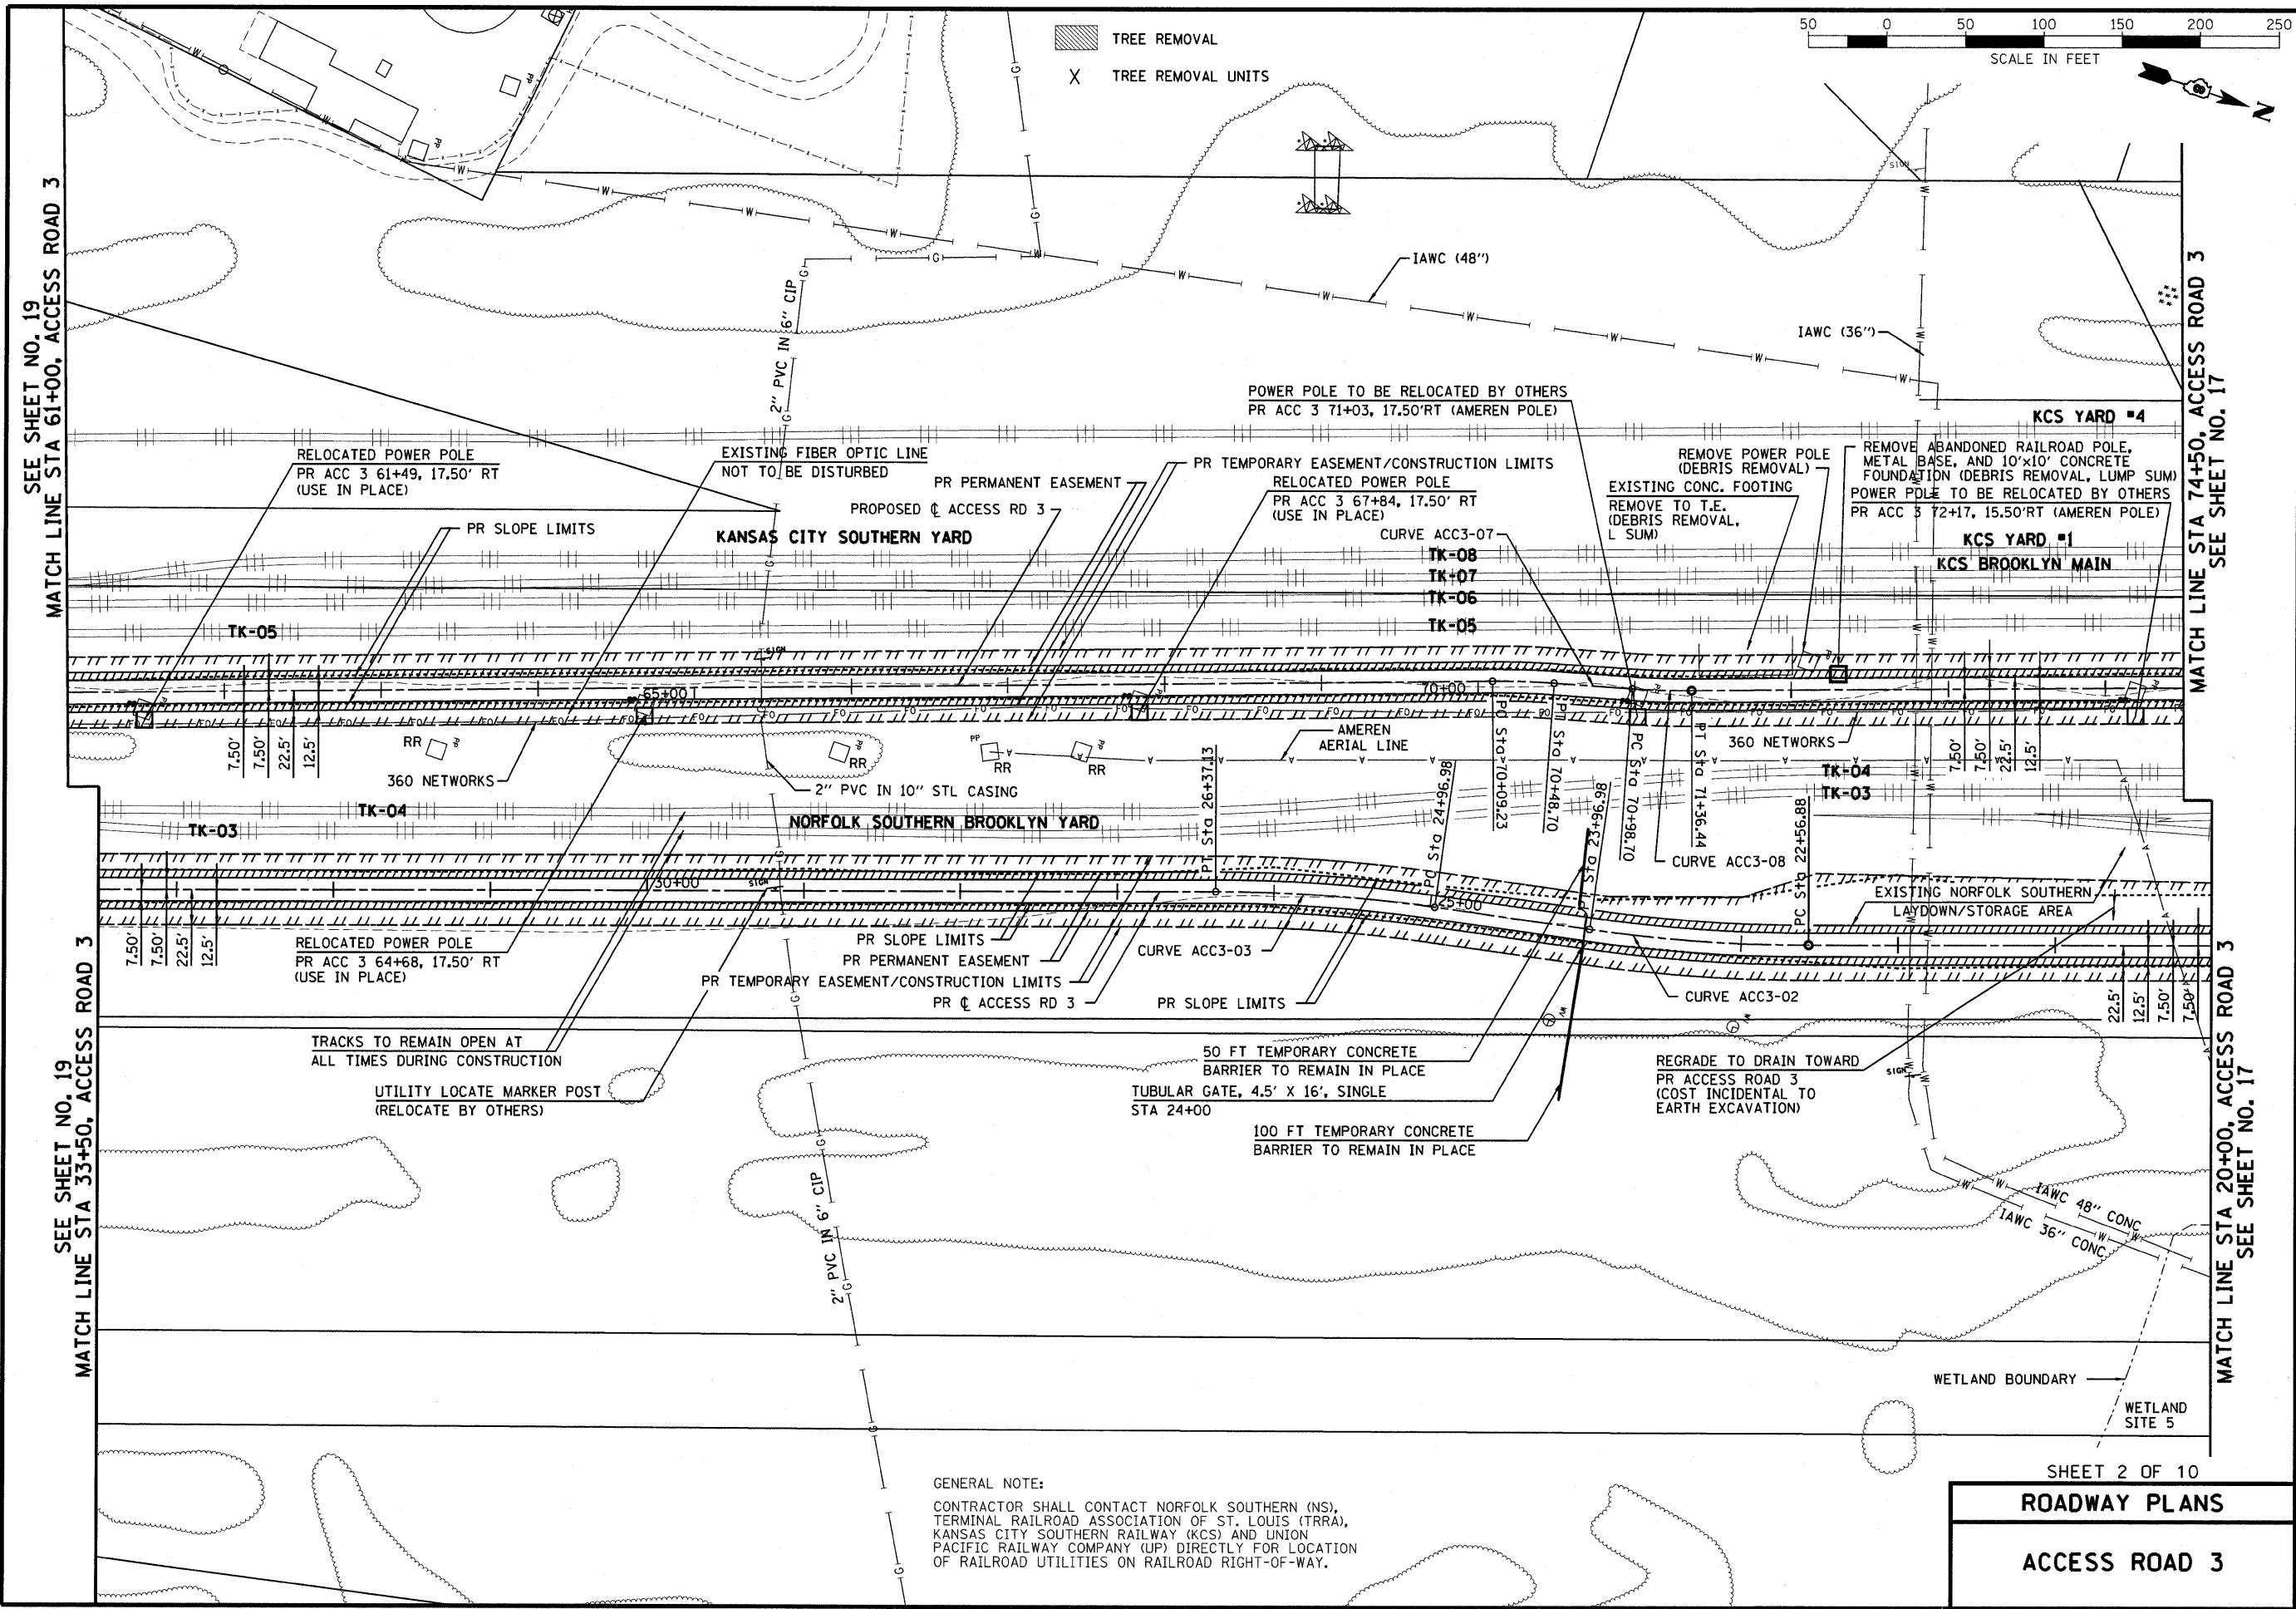 TREE REMOVAL
X TREE REMOVAL UNITS
50 0 50 100 150 200 250
SCALE IN FEET
N
SEE SHEET NO. 19
MATCH LINE STA 61+00, ACCESS ROAD 3
MATCH LINE STA 74+50, ACCESS ROAD 3
SEE SHEET NO. 17
SIGN
IAWC (48")
IAWC (36")
2" PVC IN 6" CIP
POWER POLE TO BE RELOCATED BY OTHERS
PR ACC 3 71+03, 17.50'RT (AMEREN POLE)
KCS YARD #4
RELOCATED POWER POLE
PR ACC 3 61+49, 17.50' RT
(USE IN PLACE)
EXISTING FIBER OPTIC LINE
NOT TO BE DISTURBED
PR TEMPORARY EASEMENT/CONSTRUCTION LIMITS
PR PERMANENT EASEMENT
RELOCATED POWER POLE
PR ACC 3 67+84, 17.50' RT
(USE IN PLACE)
REMOVE POWER POLE
(DEBRIS REMOVAL)
REMOVE ABANDONED RAILROAD POLE,
METAL BASE, AND 10'x10' CONCRETE
FOUNDATION (DEBRIS REMOVAL, LUMP SUM)
EXISTING CONC. FOOTING
REMOVE TO T.E.
(DEBRIS REMOVAL,
L SUM)
POWER POLE TO BE RELOCATED BY OTHERS
PR ACC 3 72+17, 15.50'RT (AMEREN POLE)
PROPOSED ℄ ACCESS RD 3
PR SLOPE LIMITS
KANSAS CITY SOUTHERN YARD
CURVE ACC3-07
KCS YARD #1
KCS BROOKLYN MAIN
TK-08
TK-07
TK-06
TK-05
TK-05
SIGN
65+00
70+00
7.50'
7.50'
22.5'
12.5'
RR
RR
RR
RR
360 NETWORKS
2" PVC IN 10" STL CASING
AMEREN
AERIAL LINE
PC Sta 70+09.23
PT Sta 70+48.70
PC Sta 70+98.70
PT Sta 71+36.44
360 NETWORKS
7.50'
7.50'
22.5'
12.5'
TK-04
TK-03
TK-04
TK-03
NORFOLK SOUTHERN BROOKLYN YARD
PT Sta 26+37.13
PC Sta 24+96.98
Sta 23+96.98
PC Sta 22+56.88
CURVE ACC3-08
30+00
SIGN
25+00
EXISTING NORFOLK SOUTHERN
LAYDOWN/STORAGE AREA
7.50'
7.50'
22.5'
12.5'
RELOCATED POWER POLE
PR ACC 3 64+68, 17.50' RT
(USE IN PLACE)
PR SLOPE LIMITS
PR PERMANENT EASEMENT
PR TEMPORARY EASEMENT/CONSTRUCTION LIMITS
PR ℄ ACCESS RD 3
CURVE ACC3-03
PR SLOPE LIMITS
CURVE ACC3-02
22.5'
12.5'
7.50'
7.50'
TRACKS TO REMAIN OPEN AT
ALL TIMES DURING CONSTRUCTION
UTILITY LOCATE MARKER POST
(RELOCATE BY OTHERS)
50 FT TEMPORARY CONCRETE
BARRIER TO REMAIN IN PLACE
TUBULAR GATE, 4.5' X 16', SINGLE
STA 24+00
100 FT TEMPORARY CONCRETE
BARRIER TO REMAIN IN PLACE
REGRADE TO DRAIN TOWARD
PR ACCESS ROAD 3
(COST INCIDENTAL TO
EARTH EXCAVATION)
SIGN
SEE SHEET NO. 19
MATCH LINE STA 33+50, ACCESS ROAD 3
MATCH LINE STA 20+00, ACCESS ROAD 3
SEE SHEET NO. 17
2" PVC IN 6" CIP
IAWC 48" CONC
IAWC 36" CONC
WETLAND BOUNDARY
WETLAND
SITE 5
GENERAL NOTE:
CONTRACTOR SHALL CONTACT NORFOLK SOUTHERN (NS),
TERMINAL RAILROAD ASSOCIATION OF ST. LOUIS (TRRA),
KANSAS CITY SOUTHERN RAILWAY (KCS) AND UNION
PACIFIC RAILWAY COMPANY (UP) DIRECTLY FOR LOCATION
OF RAILROAD UTILITIES ON RAILROAD RIGHT-OF-WAY.
SHEET 2 OF 10
ROADWAY PLANS
ACCESS ROAD 3